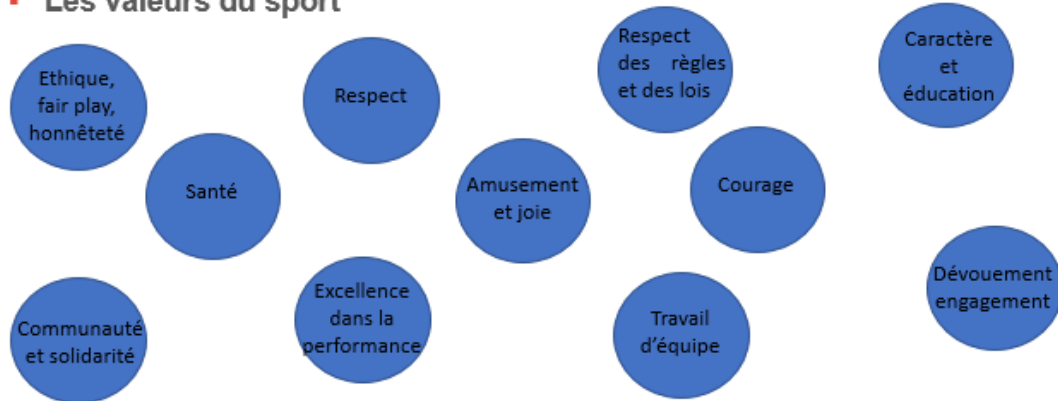 Les valeurs du sport
Ethique,
fair play,
honnêteté
Respect
Respect
des règles
et des lois
Caractère
et
éducation
Santé
Amusement
et joie
Courage
Communauté
et solidarité
Excellence
dans la
performance
Travail
d’équipe
Dévouement
engagement